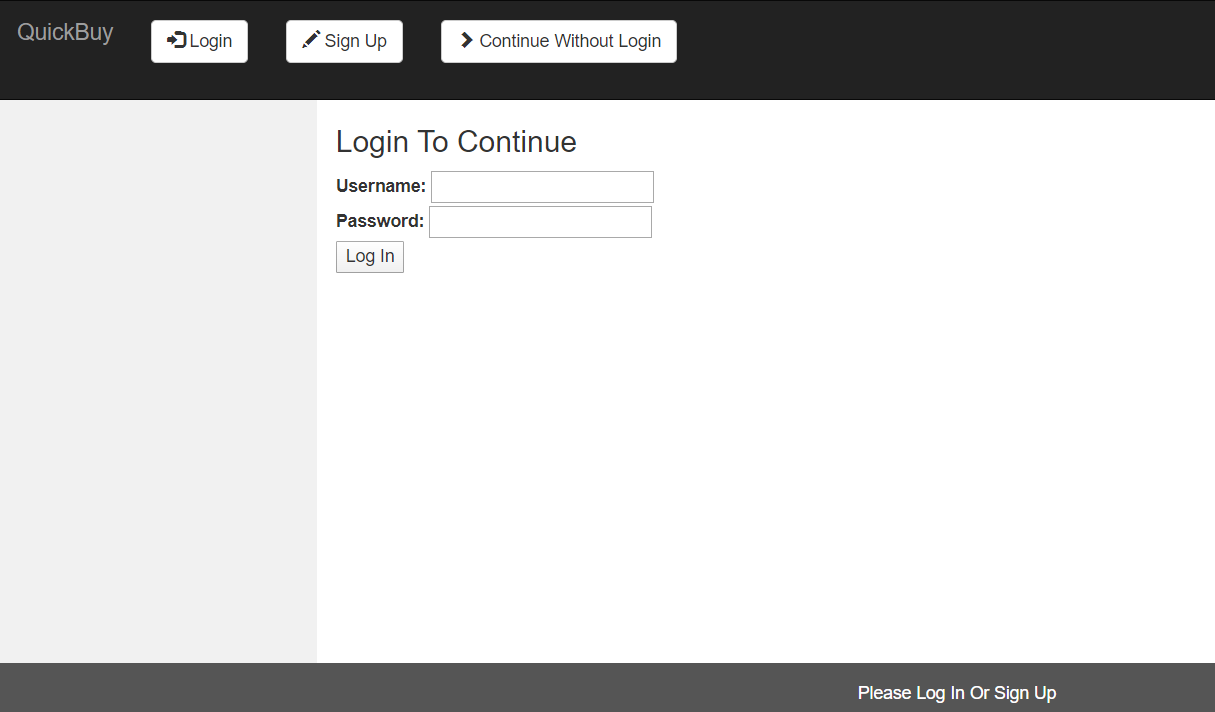 QuickBuy
Login
Sign Up
Continue Without Login
Login To Continue
Username:
Password:
Log In
Please Log In Or Sign Up